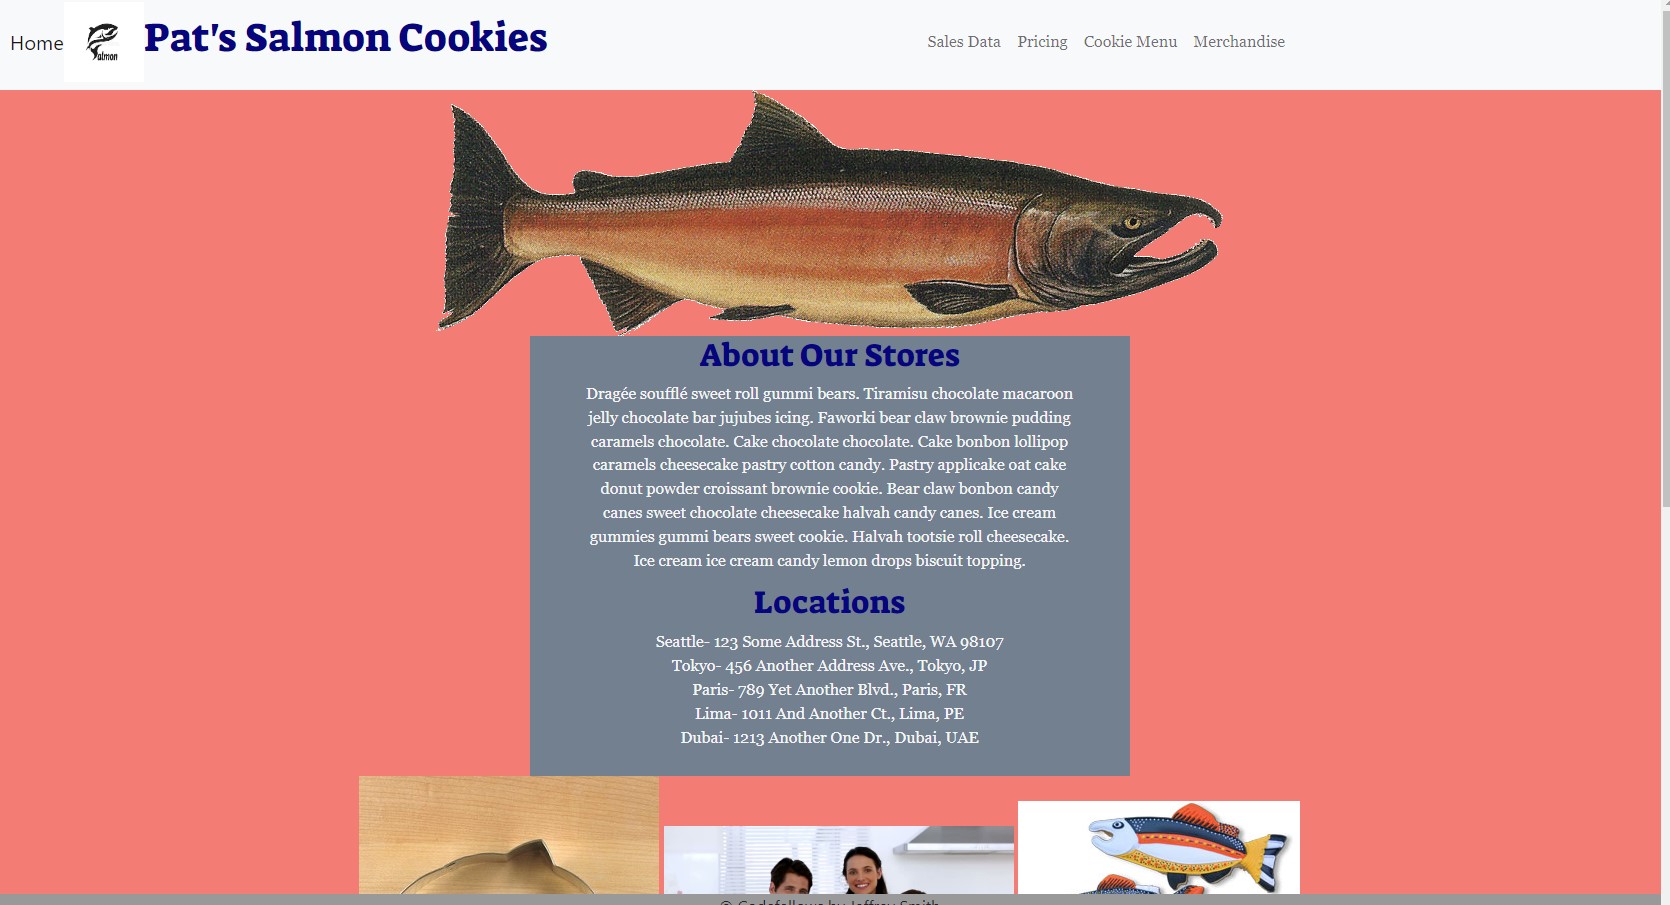 Home
Salmon
Pat's Salmon Cookies
Sales Data Pricing Cookie Menu Merchandise
About Our Stores
Dragée soufflé sweet roll gummi bears. Tiramisu chocolate macaroon
jelly chocolate bar jujubes icing. Faworki bear claw brownie pudding
caramels chocolate. Cake chocolate chocolate. Cake bonbon lollipop
caramels cheesecake pastry cotton candy. Pastry applicake oat cake
donut powder croissant brownie cookie. Bear claw bonbon candy
canes sweet chocolate cheesecake halvah candy canes. Ice cream
gummies gummi bears sweet cookie. Halvah tootsie roll cheesecake.
Ice cream ice cream candy lemon drops biscuit topping.
Locations
Seattle- 123 Some Address St., Seattle, WA 98107
Tokyo- 456 Another Address Ave., Tokyo, JP
Paris- 789 Yet Another Blvd., Paris, FR
Lima- 1011 And Another Ct., Lima, PE
Dubai- 1213 Another One Dr., Dubai, UAE
© Codefellows by Jeffrey Smith